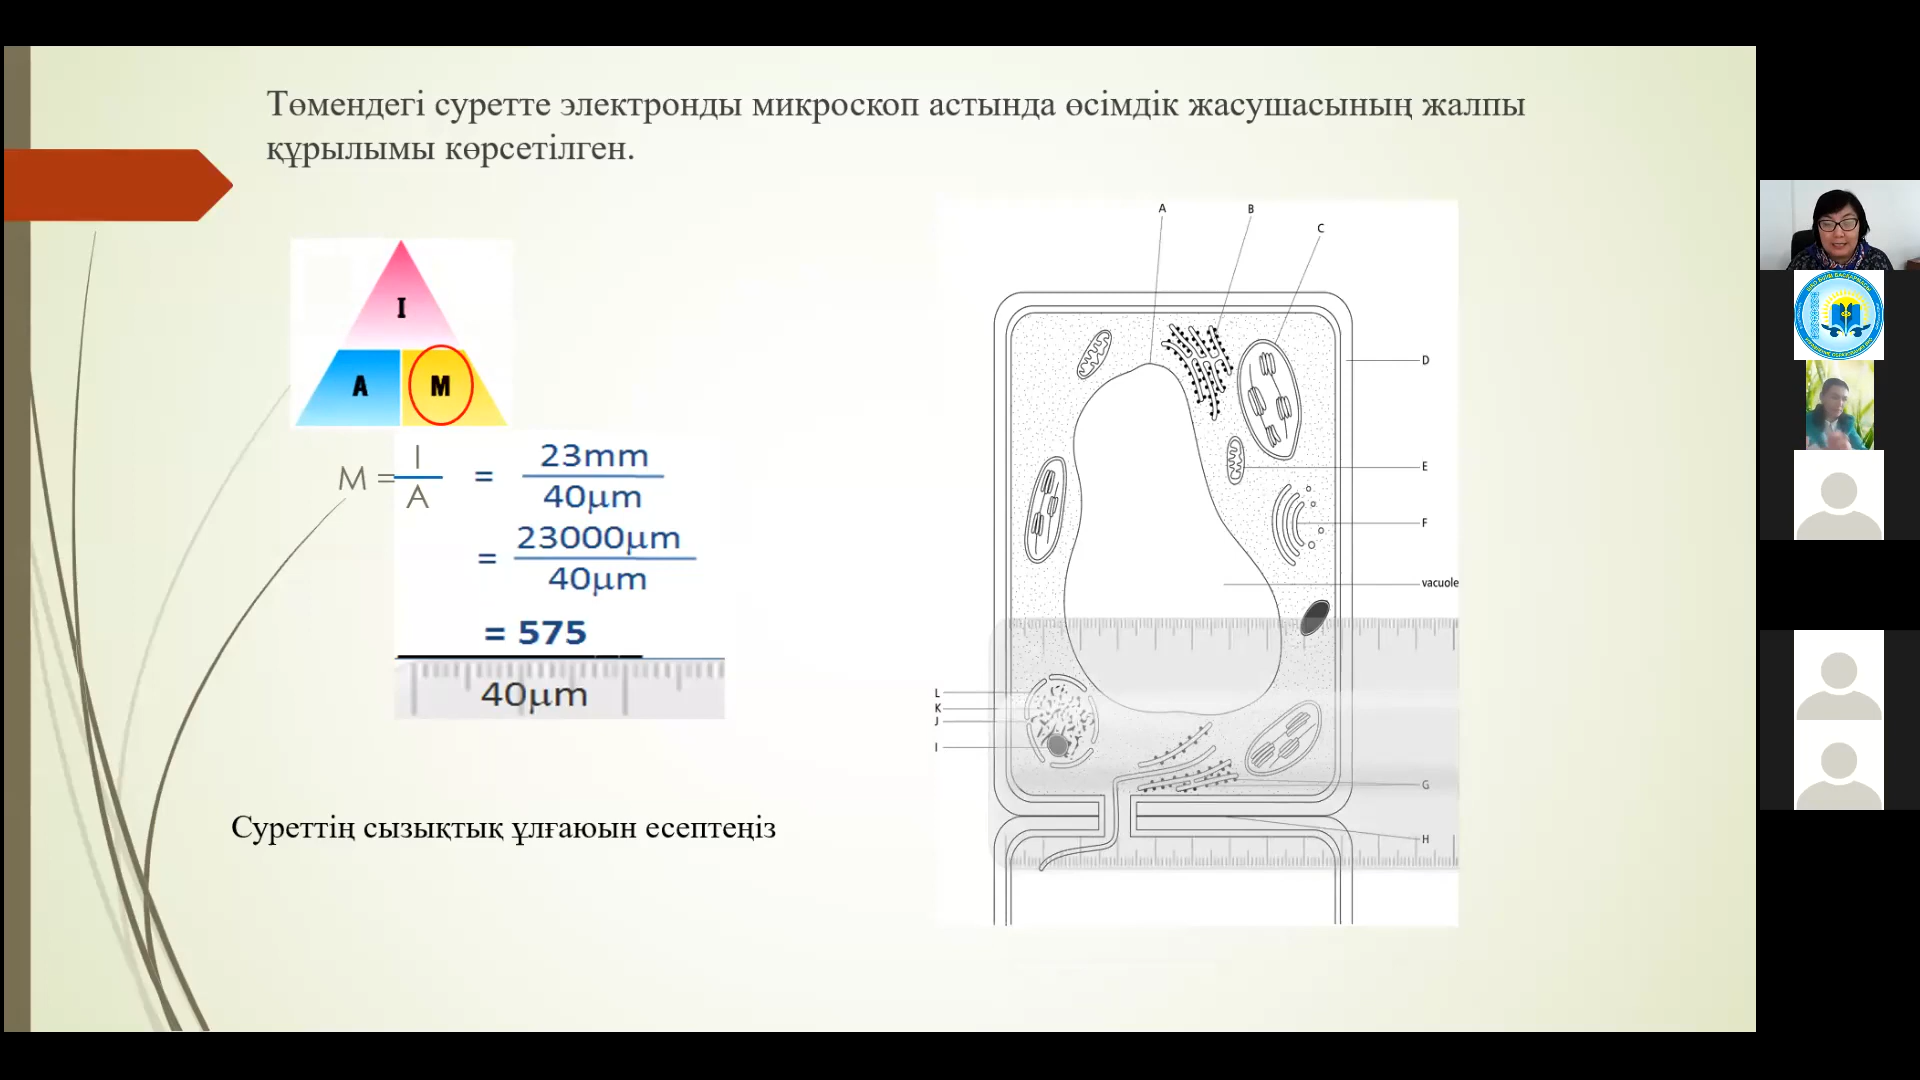 Төмендегі суретте электронды микроскоп астында өсімдік жасушасының жалпы
құрылымы көрсетілген.
I
A M
M = I / A = 23mm / 40µm
= 23000µm / 40µm
= 575
40µm
Суреттің сызықтық ұлғаюын есептеңіз
A
B
C
D
E
F
vacuole
L
K
J
I
G
H